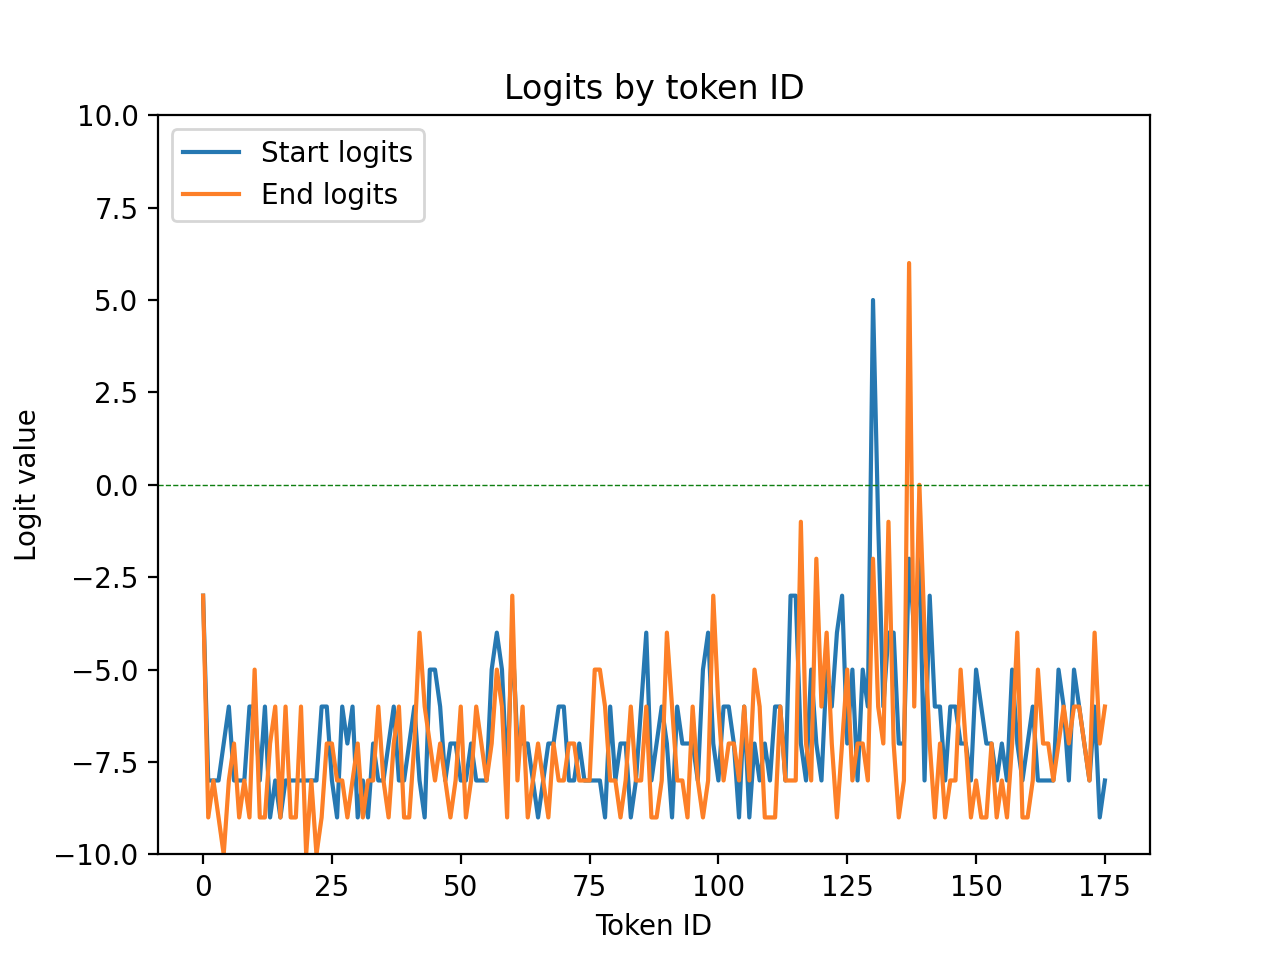 Logits by token ID
10.0
7.5
5.0
2.5
0.0
−2.5
−5.0
−7.5
−10.0
Logit value
Start logits
End logits
0 25 50 75 100 125 150 175
Token ID